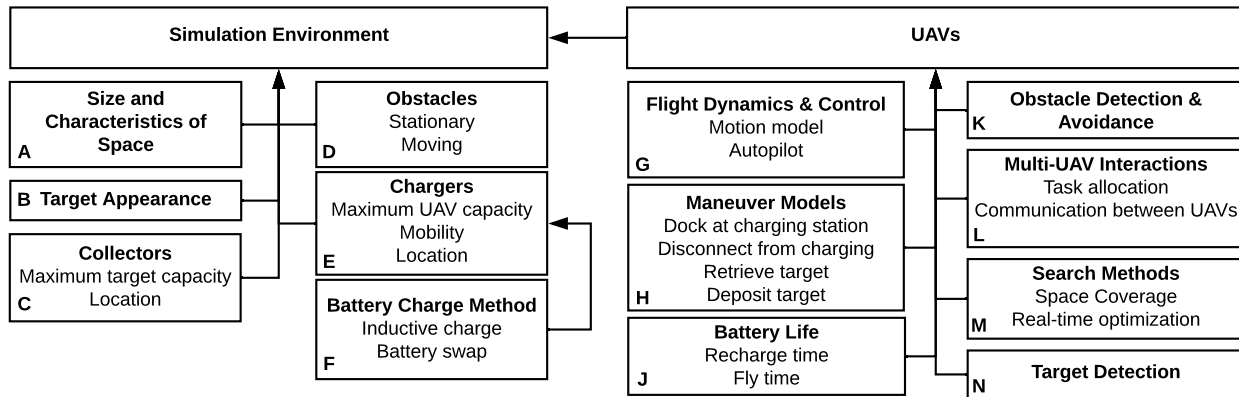 Simulation Environment
UAVs
Size and
Characteristics of
Space
A
Obstacles
Stationary
Moving
D
B Target Appearance
Chargers
Maximum UAV capacity
Mobility
Location
E
Collectors
Maximum target capacity
Location
C
Battery Charge Method
Inductive charge
Battery swap
F
Flight Dynamics & Control
Motion model
Autopilot
G
Obstacle Detection &
Avoidance
K
Maneuver Models
Dock at charging station
Disconnect from charging
Retrieve target
Deposit target
H
Multi-UAV Interactions
Task allocation
Communication between UAVs
L
Search Methods
Space Coverage
Real-time optimization
M
Battery Life
Recharge time
Fly time
J
Target Detection
N